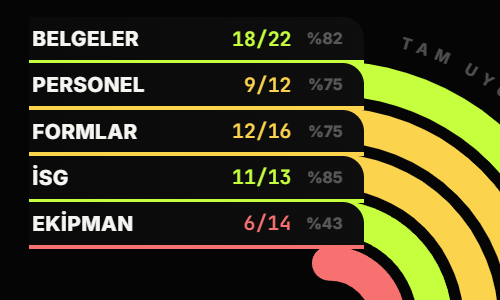 BELGELER 18/22 %82
PERSONEL 9/12 %75
FORMLAR 12/16 %75
İSG 11/13 %85
EKİPMAN 6/14 %43
TAM